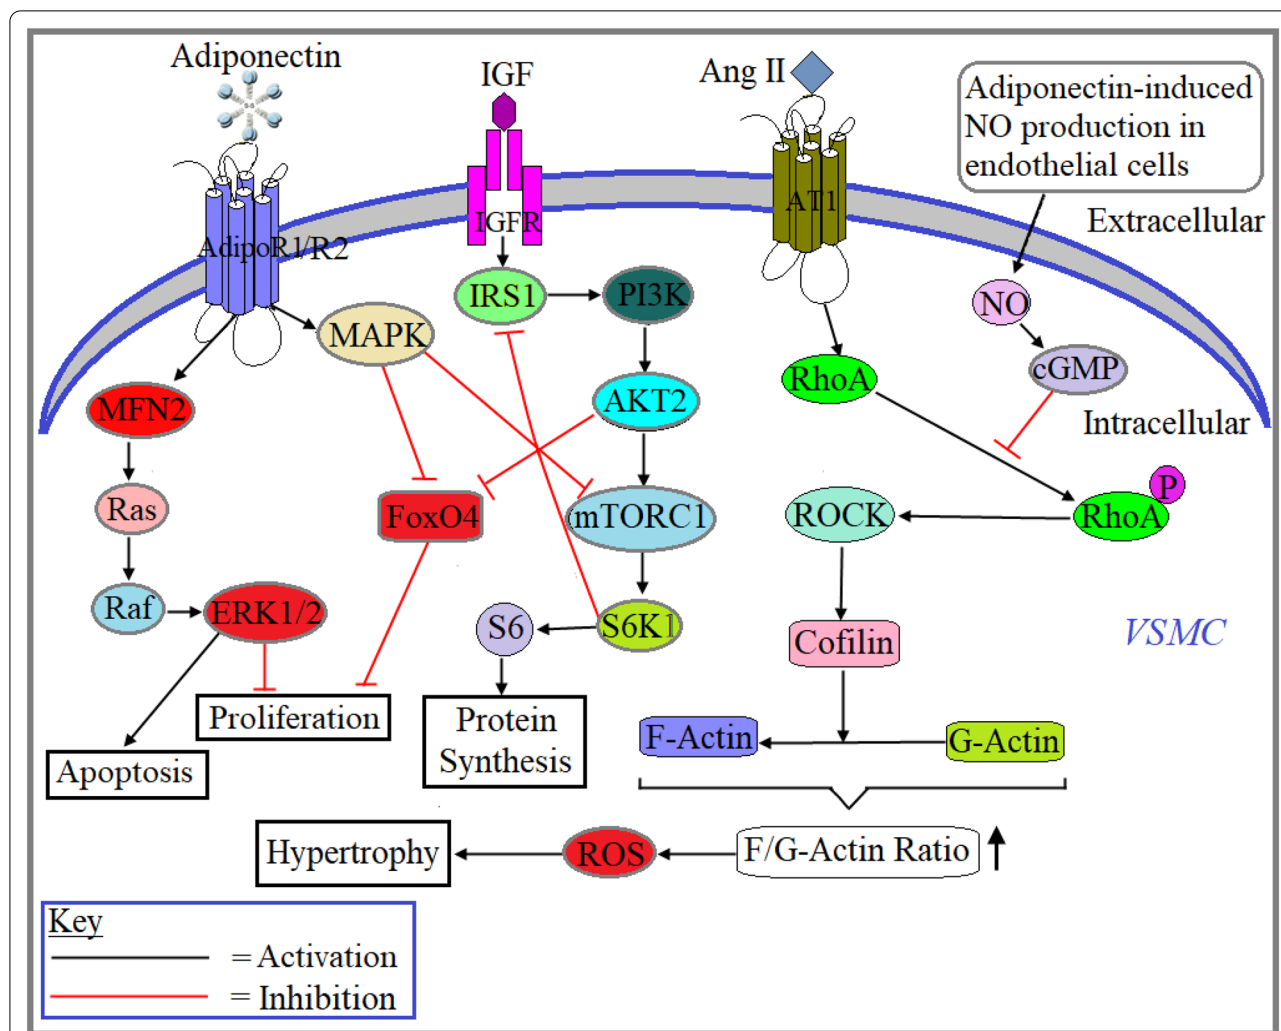 Adiponectin
IGF
Ang II
Adiponectin-induced
NO production in
endothelial cells
AdipoR1/R2
IGFR
AT1
Extracellular
IRS1
PI3K
NO
MAPK
RhoA
cGMP
MFN2
AKT2
Intracellular
Ras
FoxO4
mTORC1
ROCK
P
RhoA
Raf
ERK1/2
S6
S6K1
Cofilin
VSMC
Proliferation
Protein
Synthesis
F-Actin
G-Actin
Apoptosis
Hypertrophy
ROS
F/G-Actin Ratio
Key
= Activation
= Inhibition